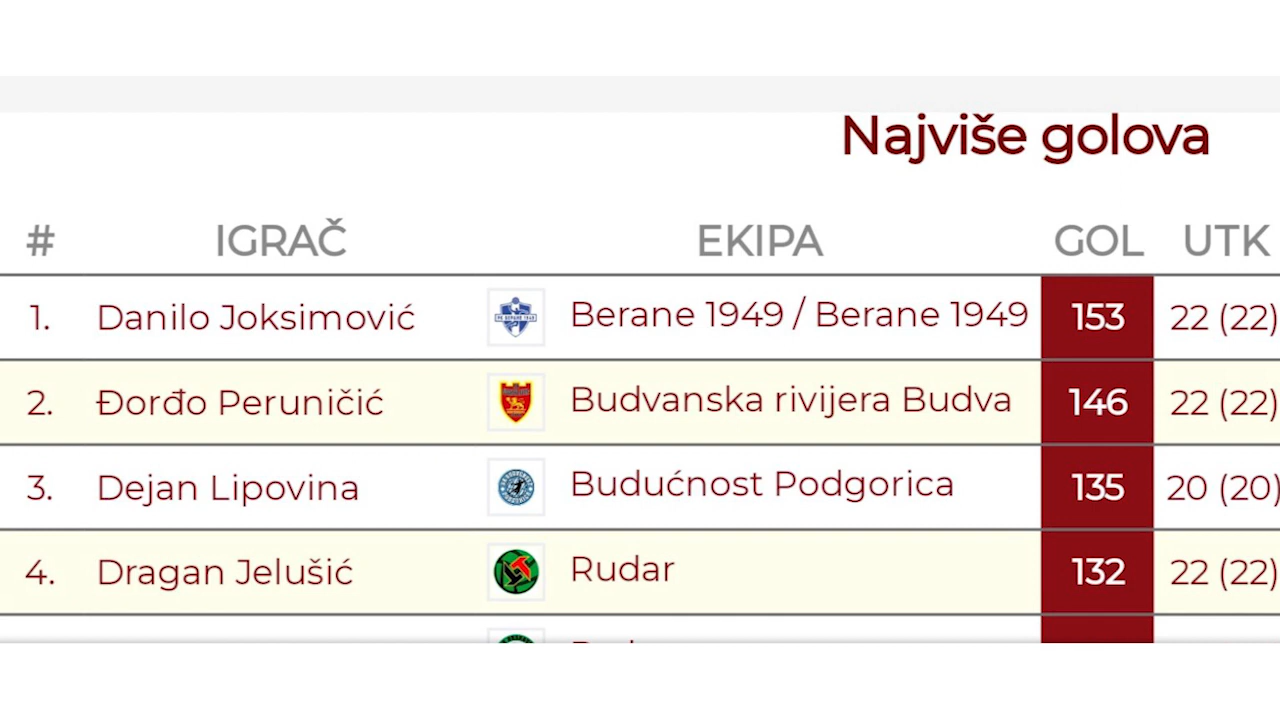 Najviše golova
# IGRAČ EKIPA GOL UTK
1. Danilo Joksimović Berane 1949 / Berane 1949 153 22 (22)
2. Đorđo Peruničić Budvanska rivijera Budva 146 22 (22)
3. Dejan Lipovina Budućnost Podgorica 135 20 (20)
4. Dragan Jelušić Rudar 132 22 (22)